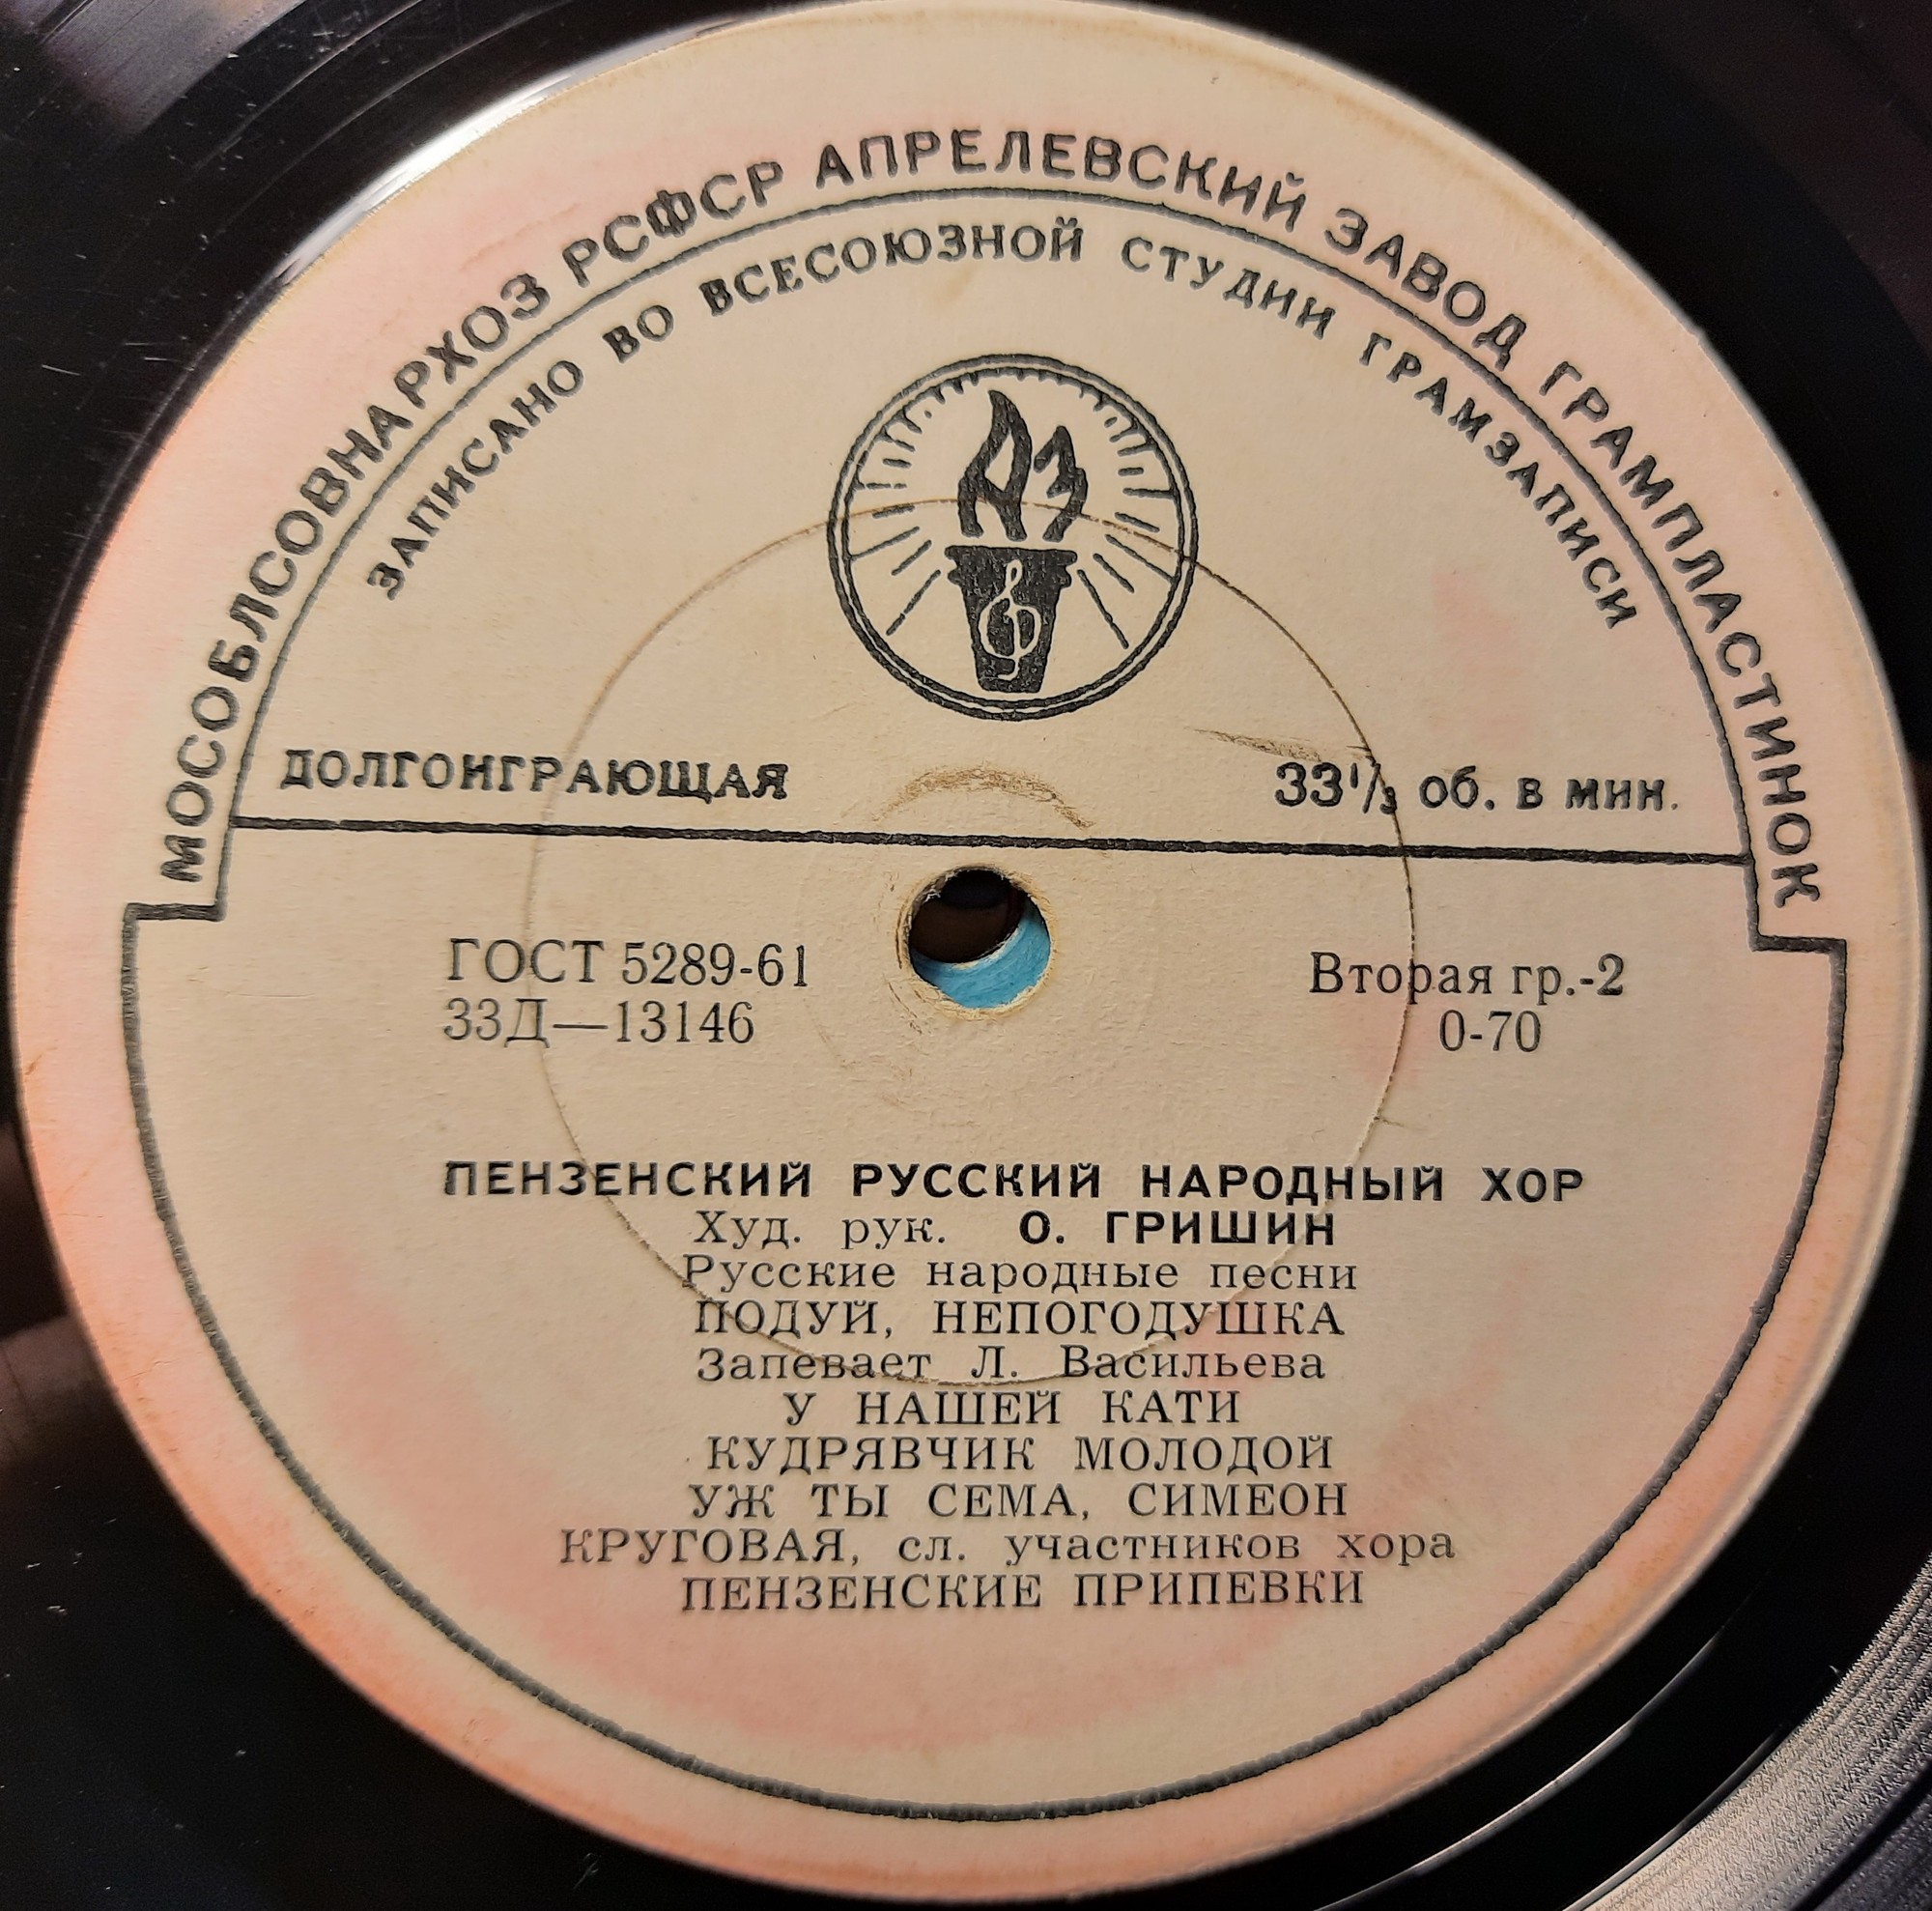 МОСОБЛСОВНАРХОЗ РСФСР АПРЕЛЕВСКИЙ ЗАВОД ГРАМПЛАСТИНОК
ЗАПИСАНО ВО ВСЕСОЮЗНОЙ СТУДИИ ГРАМЗАПИСИ
ДОЛГОИГРАЮЩАЯ 33 1/3 об. в мин.
ГОСТ 5289-61 Вторая гр.-2
33Д—13146 0-70
ПЕНЗЕНСКИЙ РУССКИЙ НАРОДНЫЙ ХОР
Худ. рук. О. ГРИШИН
Русские народные песни
ПОДУЙ, НЕПОГОДУШКА
Запевает Л. Васильева
У НАШЕЙ КАТИ
КУДРЯВЧИК МОЛОДОЙ
УЖ ТЫ СЕМА, СИМЕОН
КРУГОВАЯ, сл. участников хора
ПЕНЗЕНСКИЕ ПРИПЕВКИ